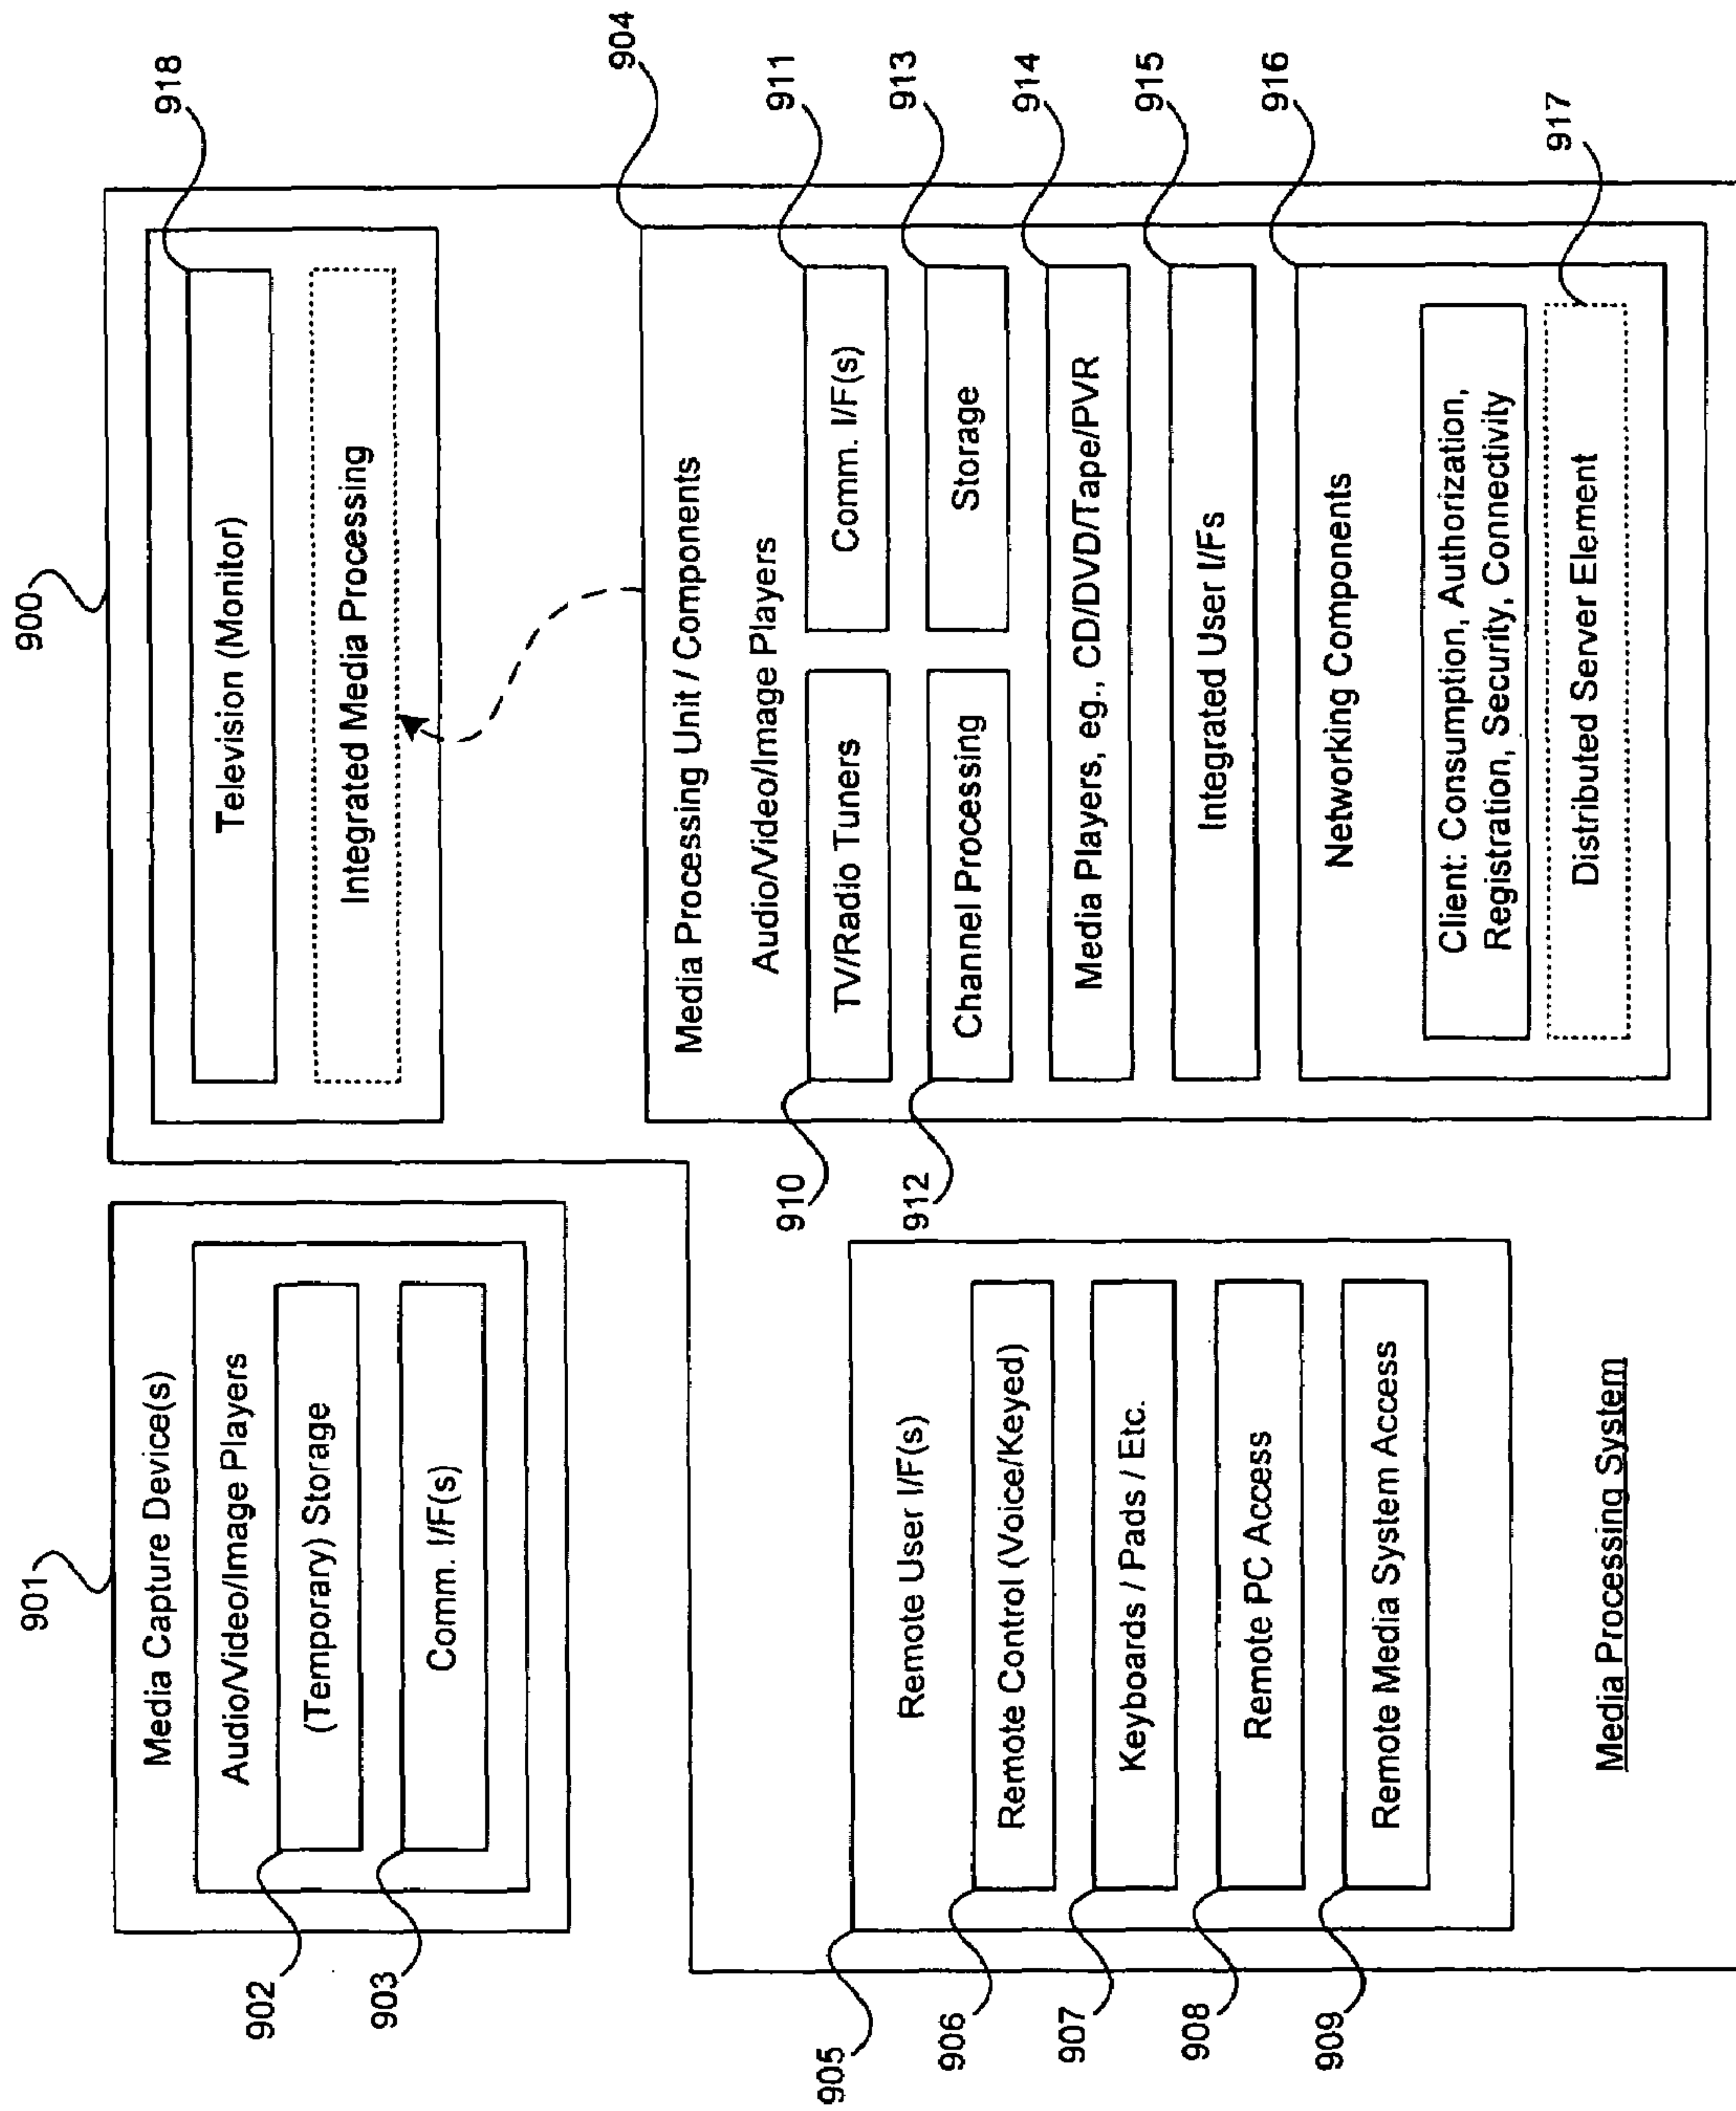 900
901
Media Capture Device(s)
Audio/Video/Image Players
(Temporary) Storage
Comm. I/F(s)
902
903
Television (Monitor)
Integrated Media Processing
918
904
Media Processing Unit / Components
Audio/Video/Image Players
TV/Radio Tuners
Comm. I/F(s)
910
911
Channel Processing
Storage
912
913
Media Players, eg., CD/DVD/Tape/PVR
914
Integrated User I/Fs
915
Networking Components
916
Client: Consumption, Authorization,
Registration, Security, Connectivity
Distributed Server Element
917
905
Remote User I/F(s)
Remote Control (Voice/Keyed)
906
Keyboards / Pads / Etc.
907
Remote PC Access
908
Remote Media System Access
909
Media Processing System